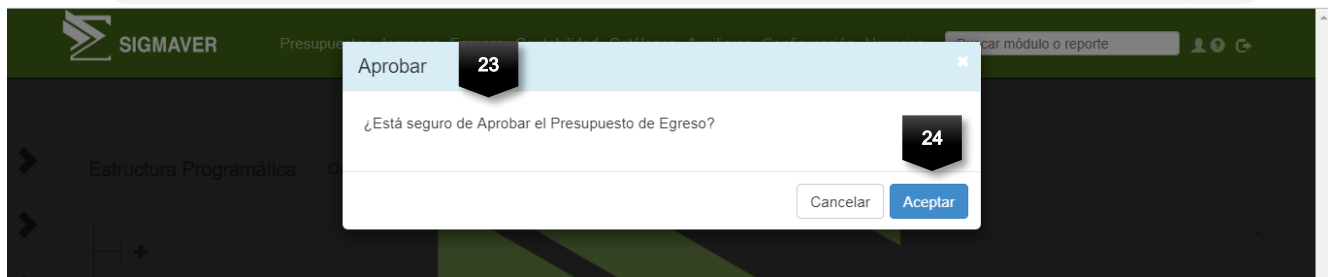 SIGMAVER
car módulo o reporte
Aprobar 23
¿Está seguro de Aprobar el Presupuesto de Egreso?
24
Estructura Programática
Cancelar Aceptar